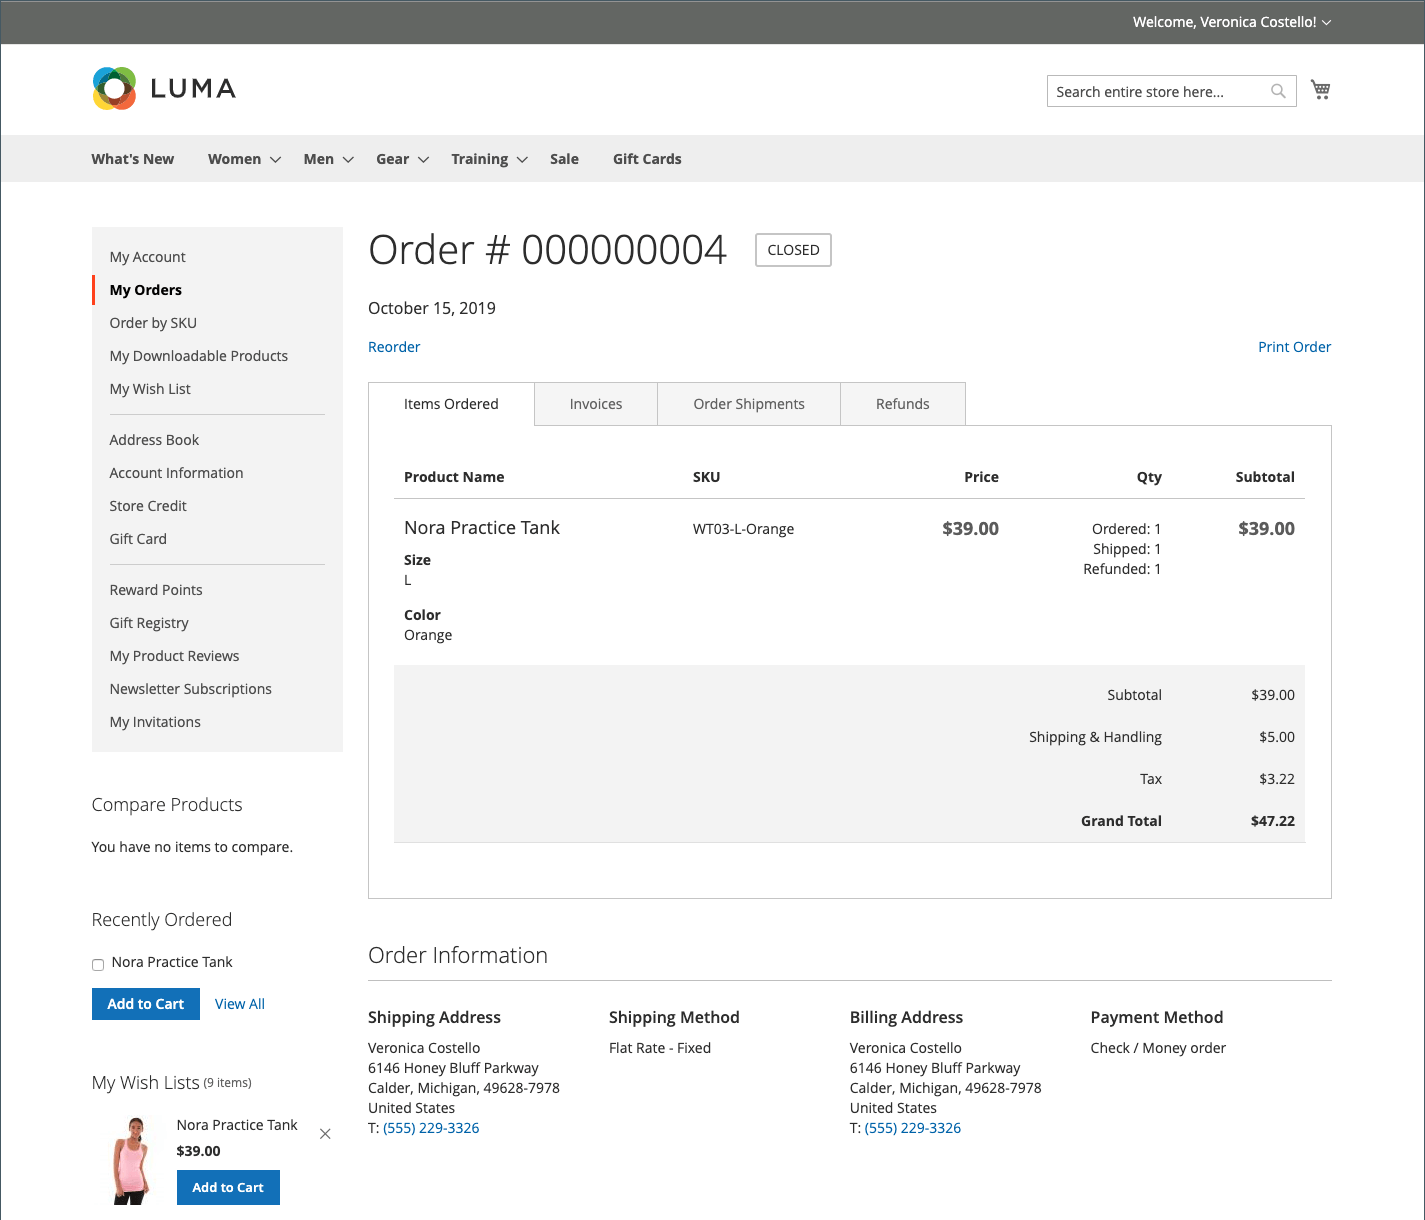 Welcome, Veronica Costello!
LUMA
Search entire store here...
What's New Women Men Gear Training Sale Gift Cards
My Account
My Orders
Order by SKU
My Downloadable Products
My Wish List
Address Book
Account Information
Store Credit
Gift Card
Reward Points
Gift Registry
My Product Reviews
Newsletter Subscriptions
My Invitations
Compare Products
You have no items to compare.
Recently Ordered
Nora Practice Tank
Add to Cart View All
My Wish Lists (9 items)
Nora Practice Tank
$39.00
Add to Cart
Order # 000000004 CLOSED
October 15, 2019
Reorder Print Order
Items Ordered Invoices Order Shipments Refunds
Product Name SKU Price Qty Subtotal
Nora Practice Tank WT03-L-Orange $39.00 Ordered: 1 $39.00
Shipped: 1
Refunded: 1
Size
L
Color
Orange
Subtotal $39.00
Shipping & Handling $5.00
Tax $3.22
Grand Total $47.22
Order Information
Shipping Address
Veronica Costello
6146 Honey Bluff Parkway
Calder, Michigan, 49628-7978
United States
T: (555) 229-3326
Shipping Method
Flat Rate - Fixed
Billing Address
Veronica Costello
6146 Honey Bluff Parkway
Calder, Michigan, 49628-7978
United States
T: (555) 229-3326
Payment Method
Check / Money order